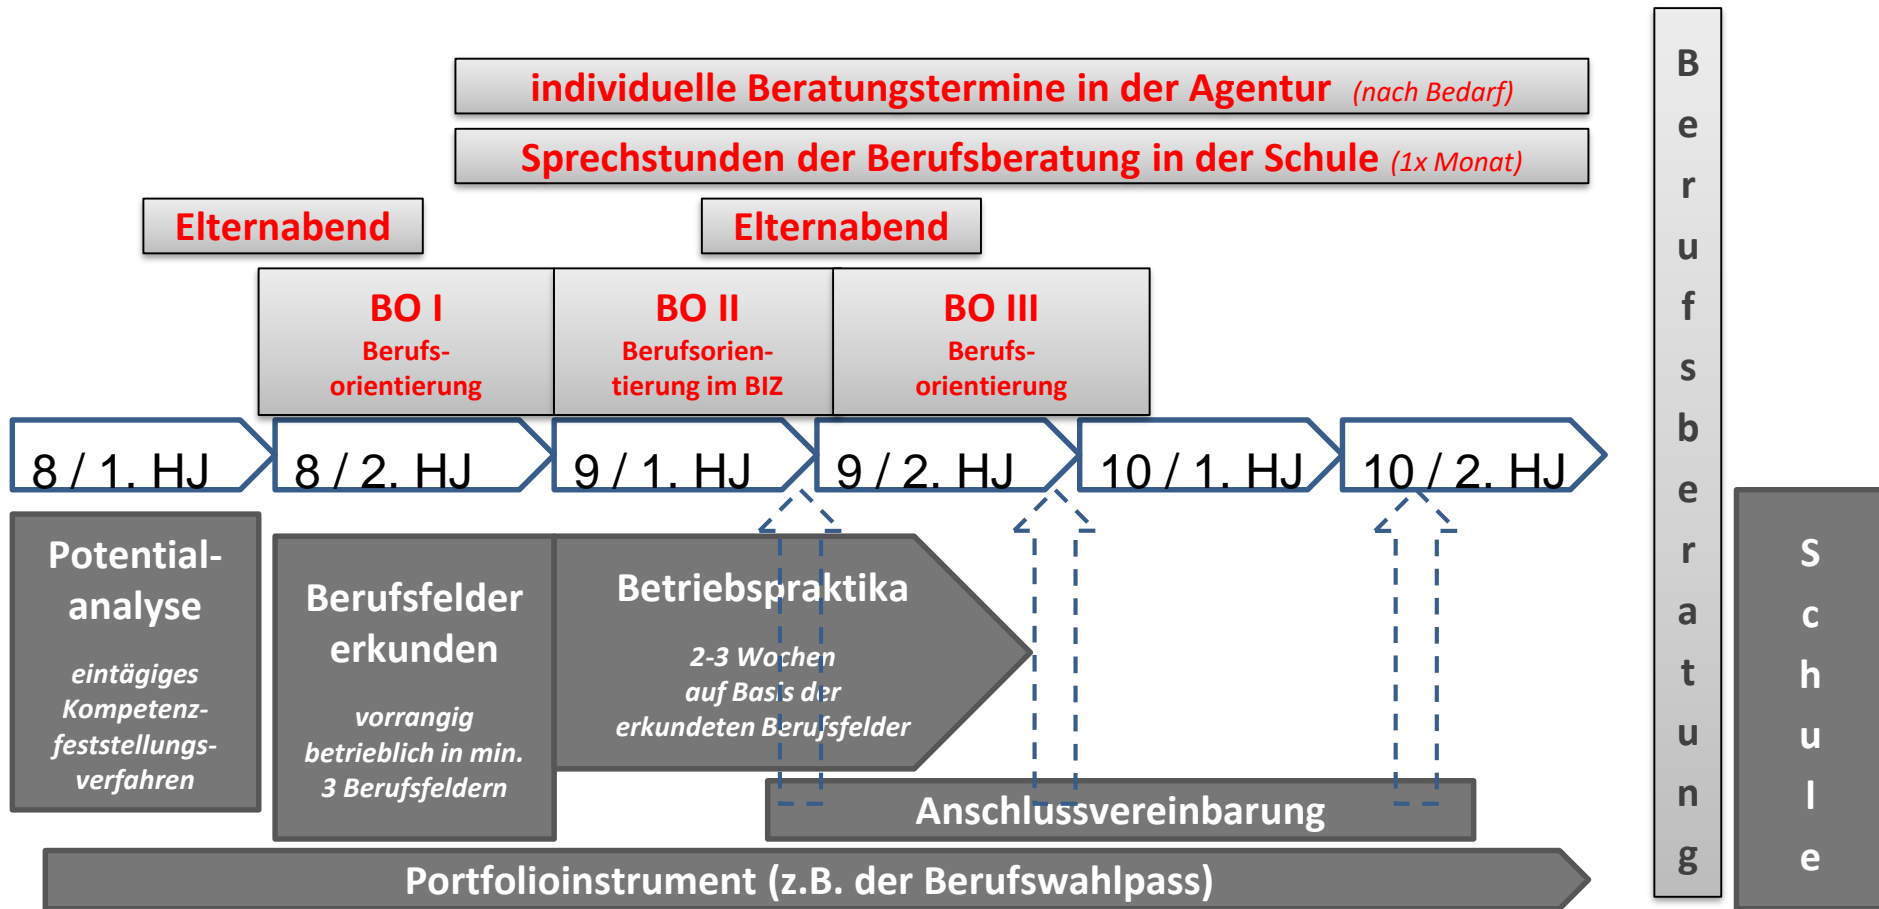 individuelle Beratungstermine in der Agentur (nach Bedarf)
Sprechstunden der Berufsberatung in der Schule (1x Monat)
Elternabend
Elternabend
BO I
Berufs-
orientierung
BO II
Berufsorien-
tierung im BIZ
BO III
Berufs-
orientierung
8 / 1. HJ
8 / 2. HJ
9 / 1. HJ
9 / 2. HJ
10 / 1. HJ
10 / 2. HJ
Potential-
analyse
eintägiges
Kompetenz-
feststellungs-
verfahren
Berufsfelder
erkunden
vorrangig
betrieblich in min.
3 Berufsfeldern
Betriebspraktika
2-3 Wochen
auf Basis der
erkundeten Berufsfelder
Anschlussvereinbarung
Portfolioinstrument (z.B. der Berufswahlpass)
Berufsberatung
Schule